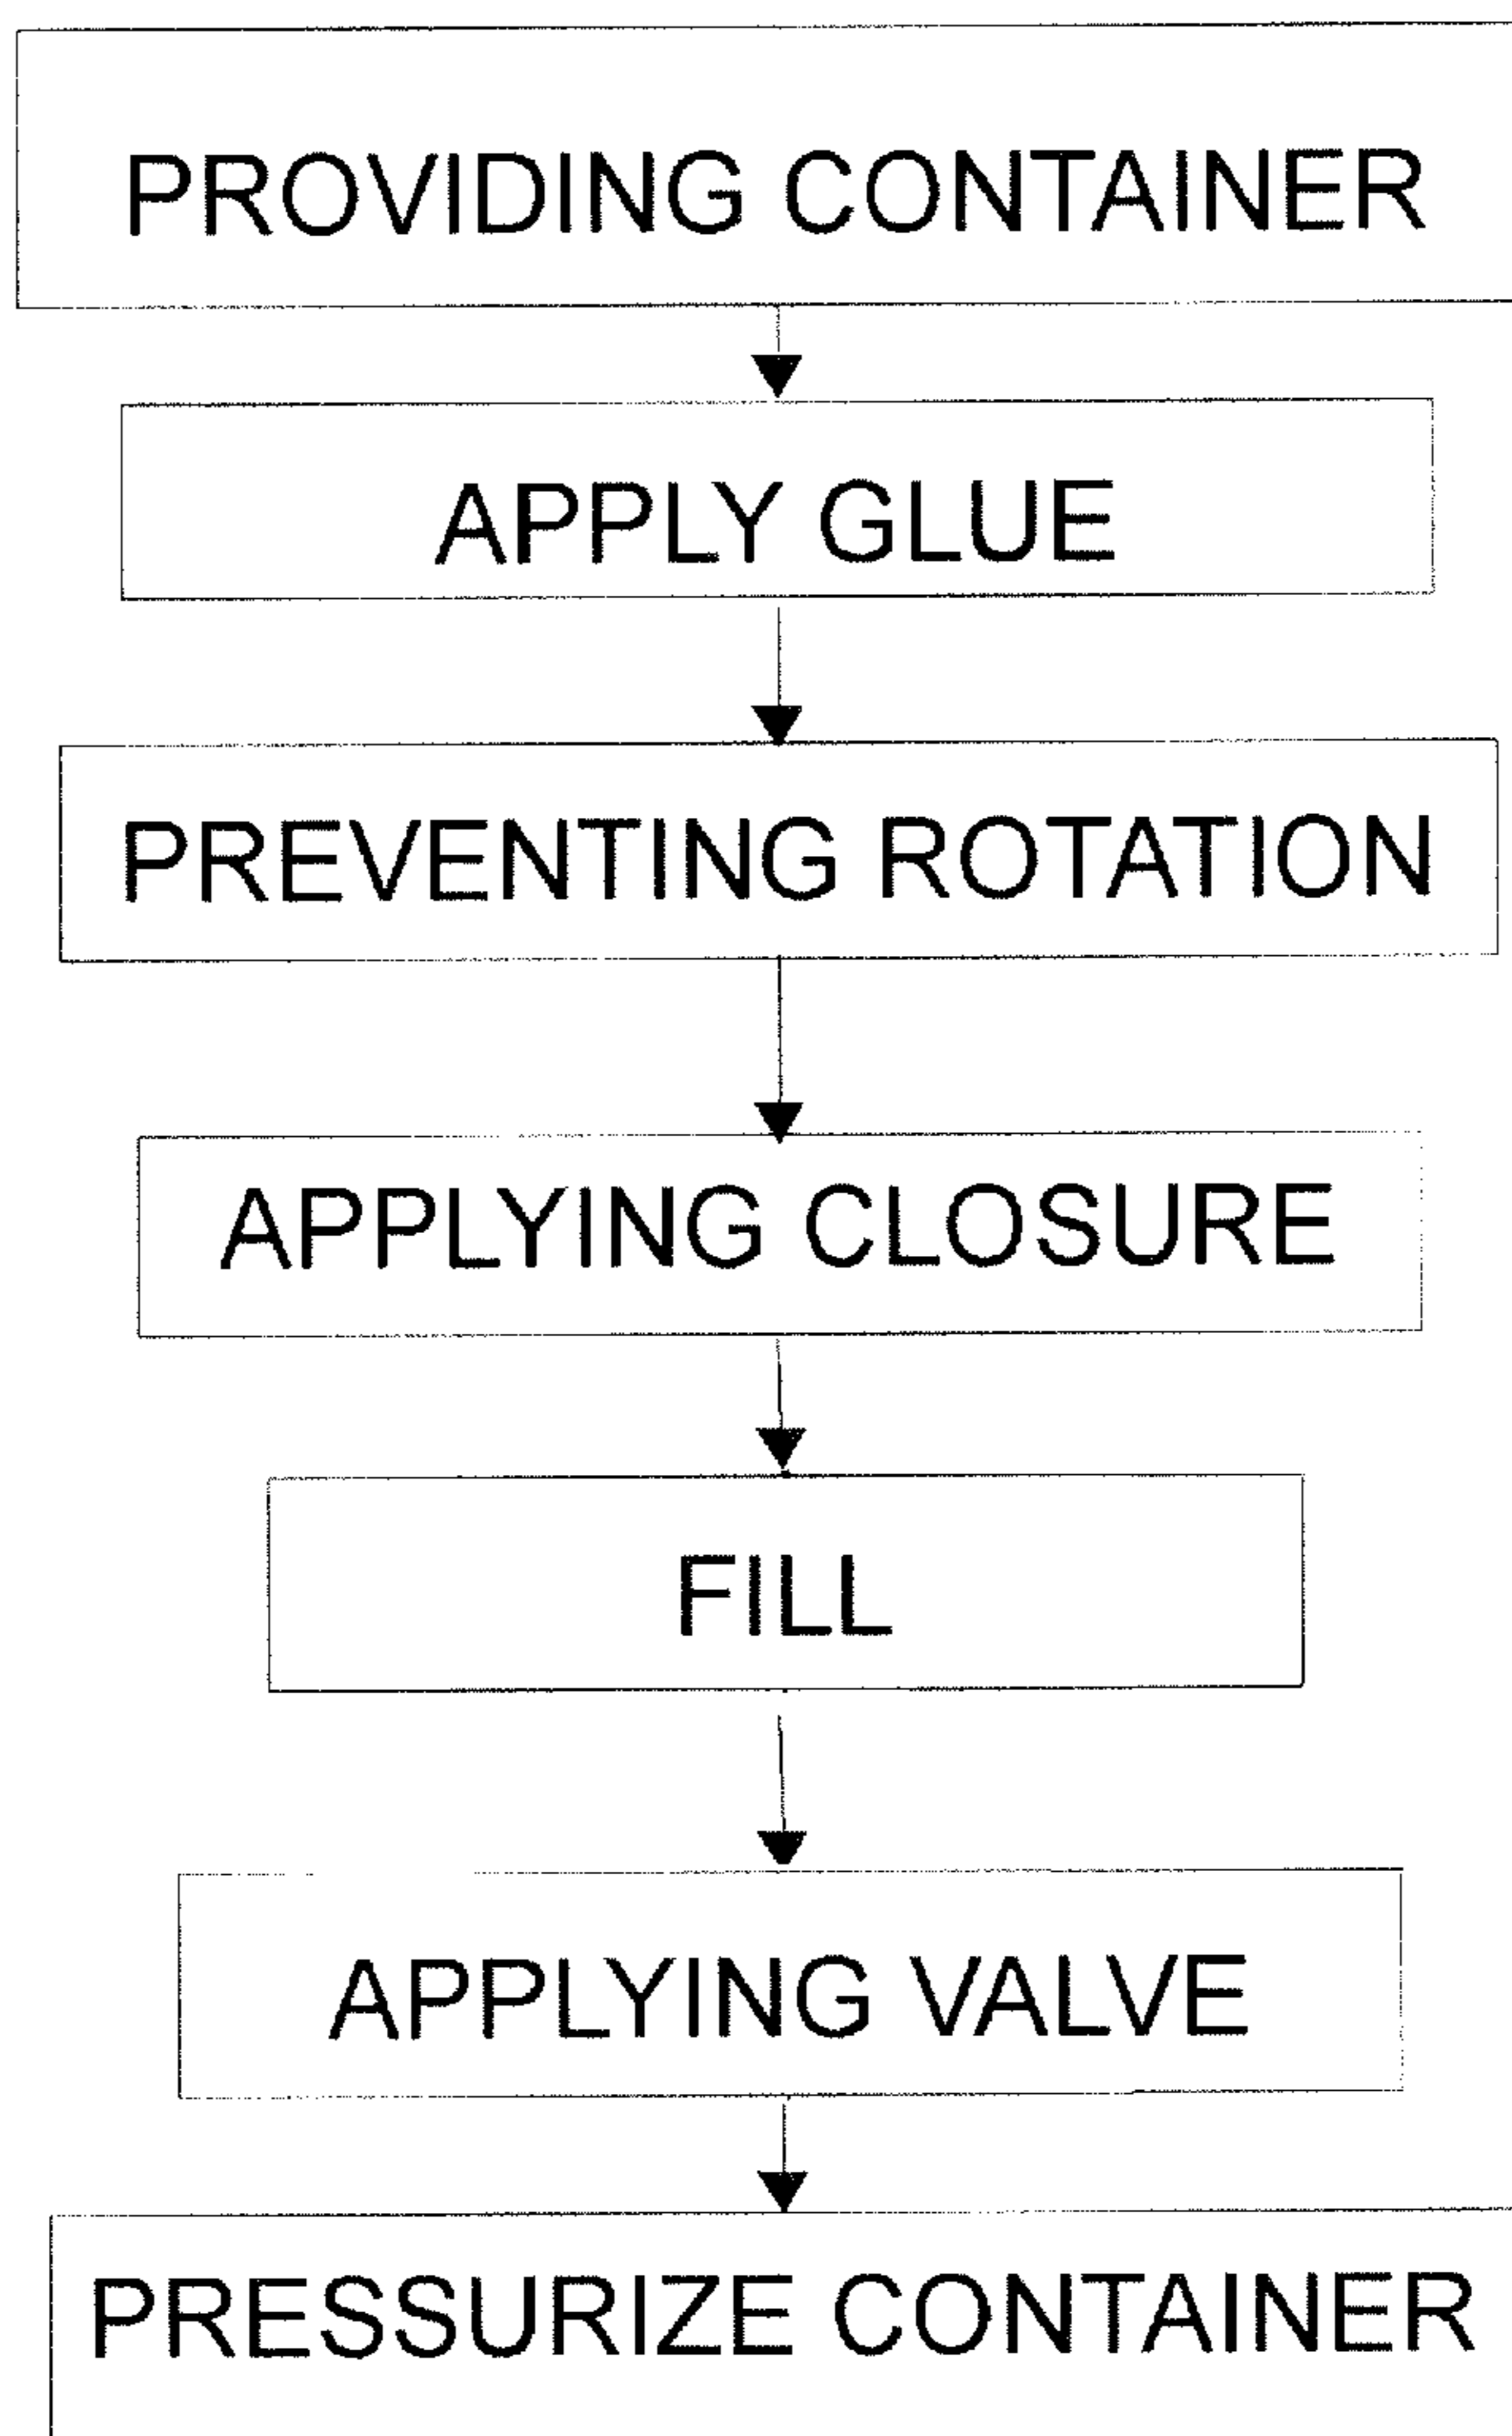 PROVIDING CONTAINER
APPLY GLUE
PREVENTING ROTATION
APPLYING CLOSURE
FILL
APPLYING VALVE
PRESSURIZE CONTAINER